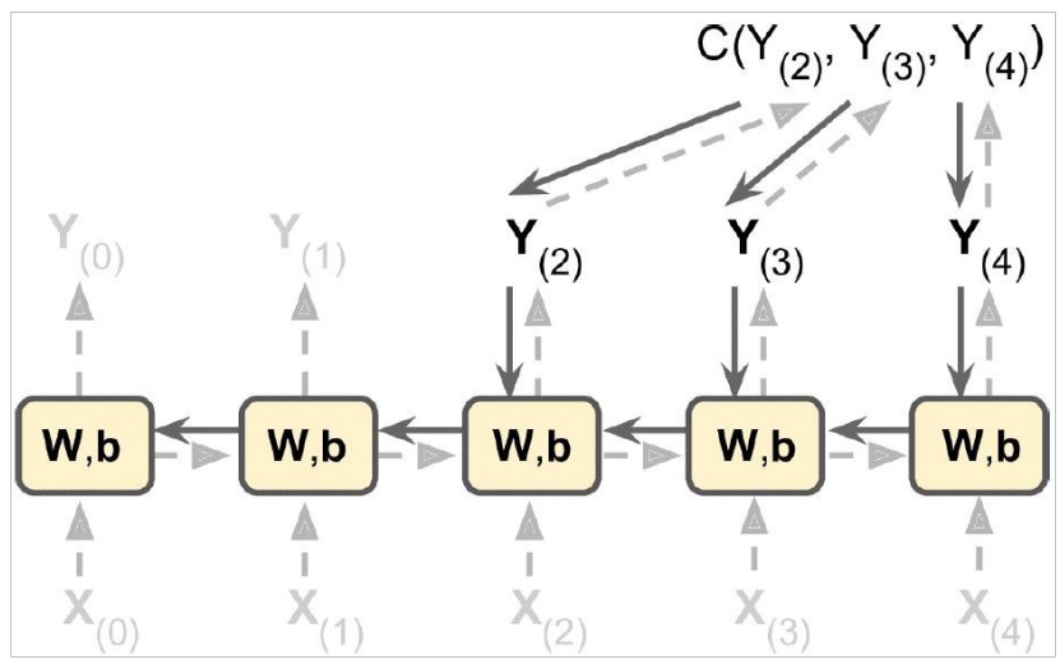 C(Y(2), Y(3), Y(4))
Y(0) Y(1) Y(2) Y(3) Y(4)
W,b W,b W,b W,b W,b
X(0) X(1) X(2) X(3) X(4)